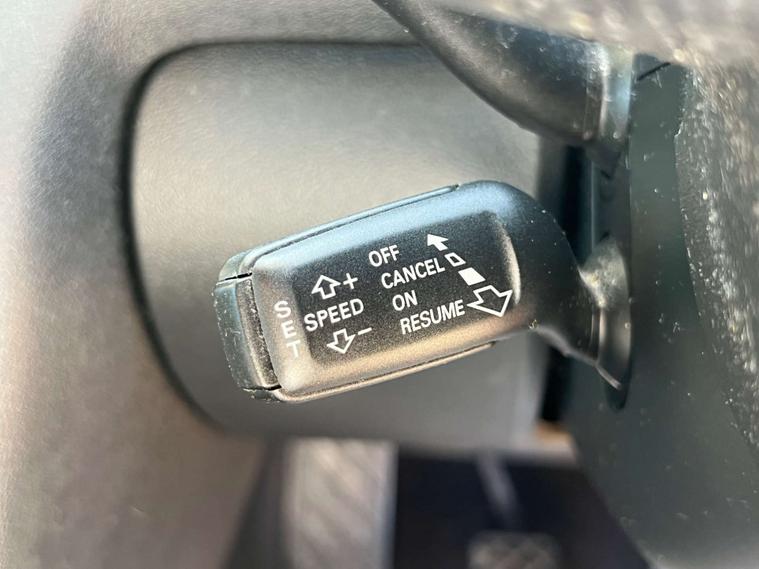 SET
+
SPEED
−
OFF
CANCEL
ON
RESUME